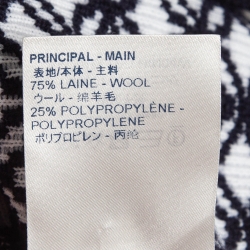 PRINCIPAL - MAIN
表地/本体 - 主料
75% LAINE - WOOL
ウール - 绵羊毛
25% POLYPROPYLÈNE -
POLYPROPYLENE
ポリプロピレン - 丙纶